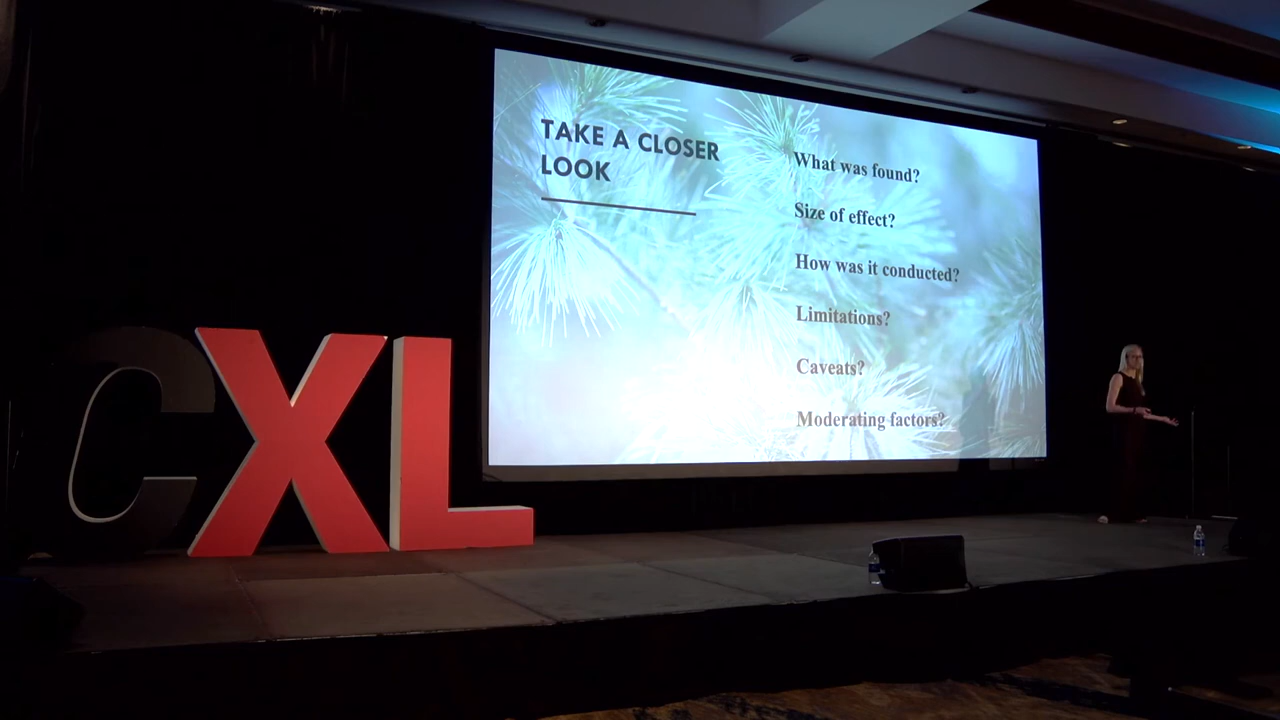 TAKE A CLOSER
LOOK
What was found?
Size of effect?
How was it conducted?
Limitations?
Caveats?
Moderating factors?
CXL